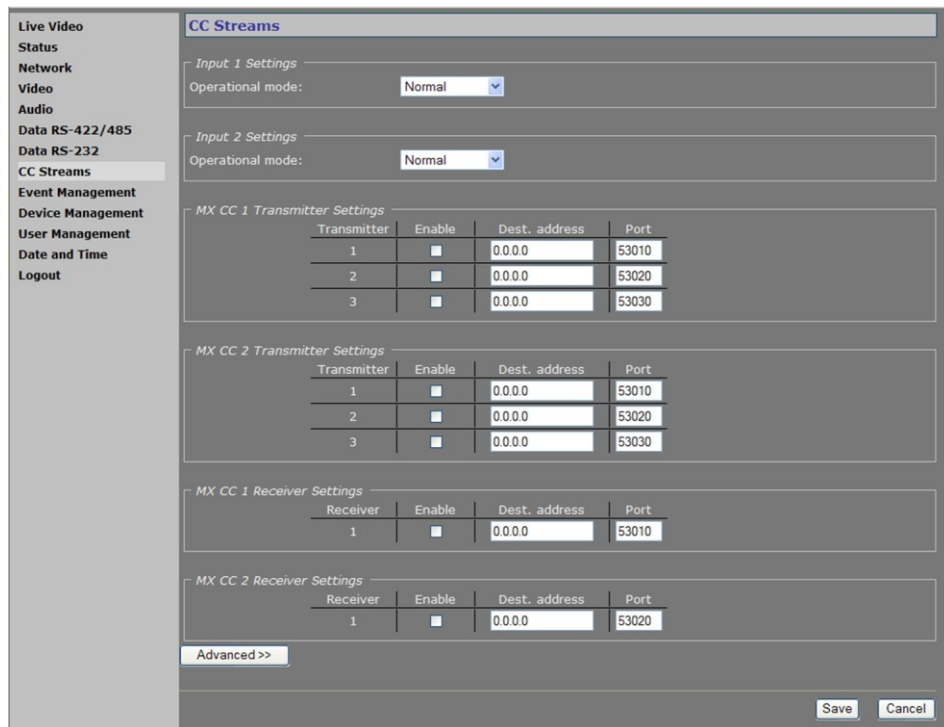 Live Video
Status
Network
Video
Audio
Data RS-422/485
Data RS-232
CC Streams
Event Management
Device Management
User Management
Date and Time
Logout
CC Streams
Input 1 Settings
Operational mode: Normal
Input 2 Settings
Operational mode: Normal
MX CC 1 Transmitter Settings
Transmitter Enable Dest. address Port
1 0.0.0.0 53010
2 0.0.0.0 53020
3 0.0.0.0 53030
MX CC 2 Transmitter Settings
Transmitter Enable Dest. address Port
1 0.0.0.0 53010
2 0.0.0.0 53020
3 0.0.0.0 53030
MX CC 1 Receiver Settings
Receiver Enable Dest. address Port
1 0.0.0.0 53010
MX CC 2 Receiver Settings
Receiver Enable Dest. address Port
1 0.0.0.0 53020
Advanced >>
Save Cancel